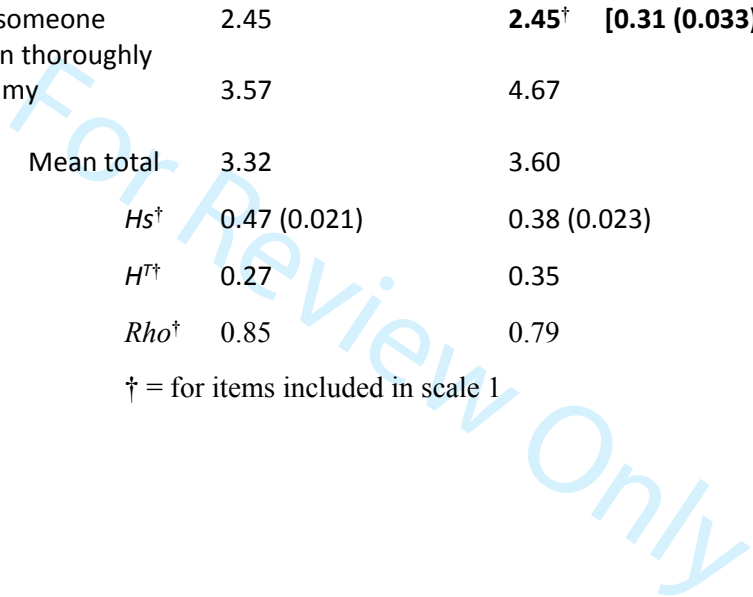 someone 2.45 2.45† [0.31 (0.033)
n thoroughly
my 3.57 4.67
Mean total 3.32 3.60
Hs† 0.47 (0.021) 0.38 (0.023)
HT† 0.27 0.35
Rho† 0.85 0.79
† = for items included in scale 1
For Review Only